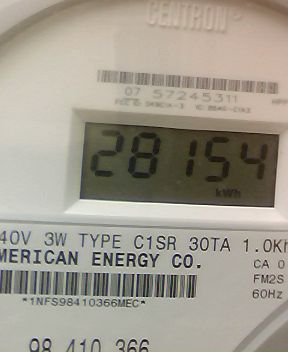 CENTRON®
07 57245311
28154
kWh
40V 3W TYPE C1SR 30TA 1.0Kh
MERICAN ENERGY CO.
CA 0
FM2S
60Hz
*1NFS98410366MEC*
98 410 366